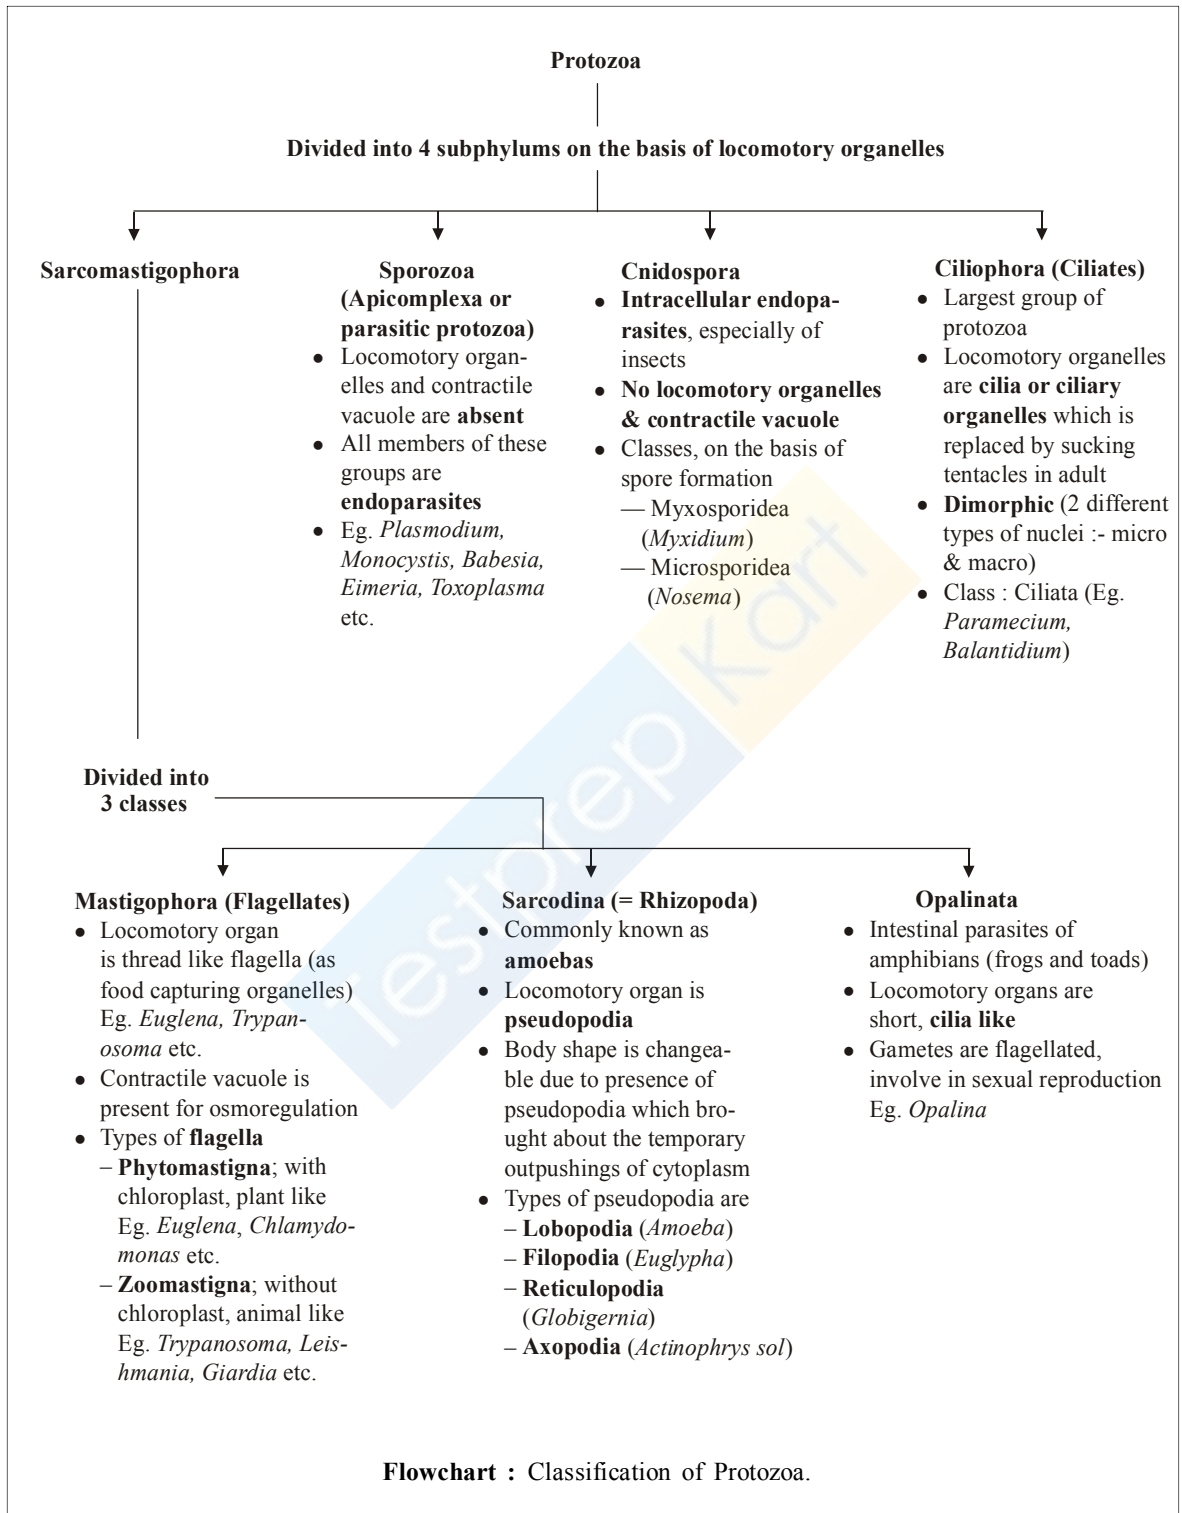 Protozoa
Divided into 4 subphylums on the basis of locomotory organelles
Sarcomastigophora
Sporozoa
(Apicomplexa or
parasitic protozoa)
● Locomotory organ-
elles and contractile
vacuole are absent
● All members of these
groups are
endoparasites
● Eg. Plasmodium,
Monocystis, Babesia,
Eimeria, Toxoplasma
etc.
Cnidospora
● Intracellular endopa-
rasites, especially of
insects
● No locomotory organelles
& contractile vacuole
● Classes, on the basis of
spore formation
— Myxosporidea
(Myxidium)
— Microsporidea
(Nosema)
Ciliophora (Ciliates)
● Largest group of
protozoa
● Locomotory organelles
are cilia or ciliary
organelles which is
replaced by sucking
tentacles in adult
● Dimorphic (2 different
types of nuclei :- micro
& macro)
● Class : Ciliata (Eg.
Paramecium,
Balantidium)
Divided into
3 classes
Mastigophora (Flagellates)
● Locomotory organ
is thread like flagella (as
food capturing organelles)
Eg. Euglena, Trypan-
osoma etc.
● Contractile vacuole is
present for osmoregulation
● Types of flagella
– Phytomastigna; with
chloroplast, plant like
Eg. Euglena, Chlamydo-
monas etc.
– Zoomastigna; without
chloroplast, animal like
Eg. Trypanosoma, Leis-
hmania, Giardia etc.
Sarcodina (= Rhizopoda)
● Commonly known as
amoebas
● Locomotory organ is
pseudopodia
● Body shape is changea-
ble due to presence of
pseudopodia which bro-
ught about the temporary
outpushings of cytoplasm
● Types of pseudopodia are
– Lobopodia (Amoeba)
– Filopodia (Euglypha)
– Reticulopodia
(Globigernia)
– Axopodia (Actinophrys sol)
Opalinata
● Intestinal parasites of
amphibians (frogs and toads)
● Locomotory organs are
short, cilia like
● Gametes are flagellated,
involve in sexual reproduction
Eg. Opalina
Testprep Kart
Flowchart : Classification of Protozoa.